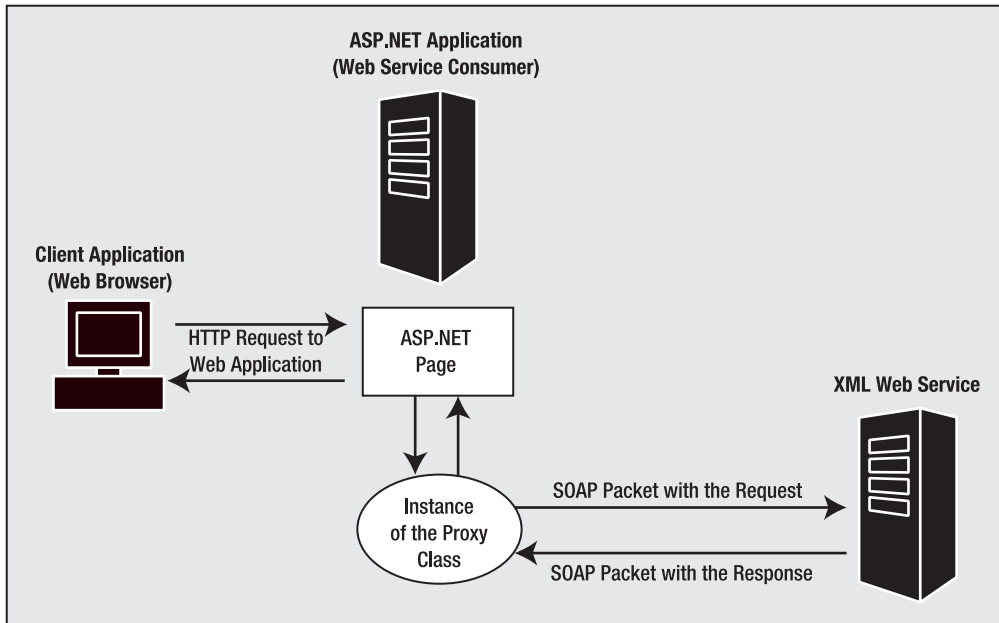 ASP.NET Application
(Web Service Consumer)
Client Application
(Web Browser)
HTTP Request to
Web Application
ASP.NET
Page
XML Web Service
Instance
of the Proxy
Class
SOAP Packet with the Request
SOAP Packet with the Response